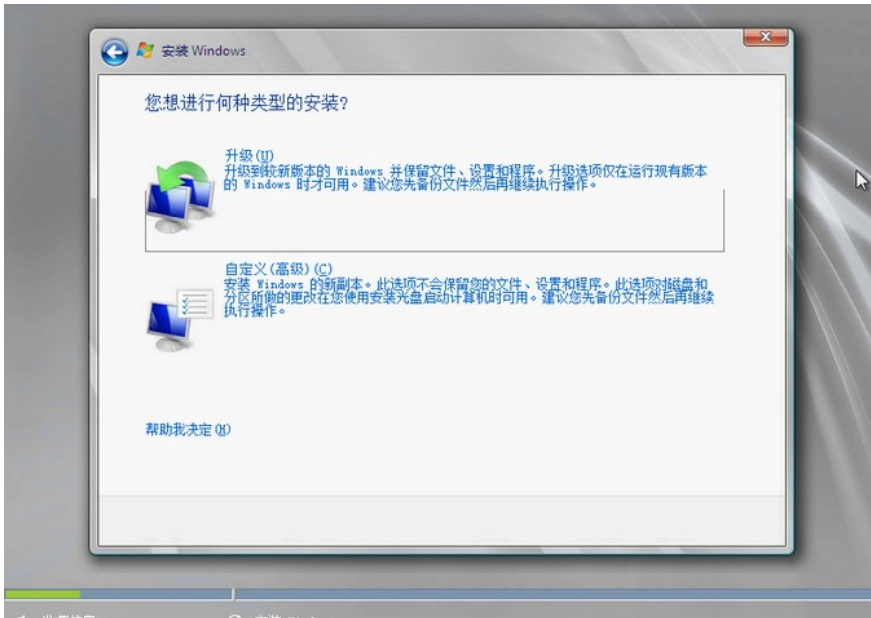 安装 Windows
您想进行何种类型的安装?
升级(U)
升级到较新版本的 Windows 并保留文件、设置和程序。升级选项仅在运行现有版本
的 Windows 时才可用。建议您先备份文件然后再继续执行操作。
自定义(高级)(C)
安装 Windows 的新副本。此选项不会保留您的文件、设置和程序。此选项对磁盘和
分区所做的更改在您使用安装光盘启动计算机时可用。建议您先备份文件然后再继续
执行操作。
帮助我决定(H)